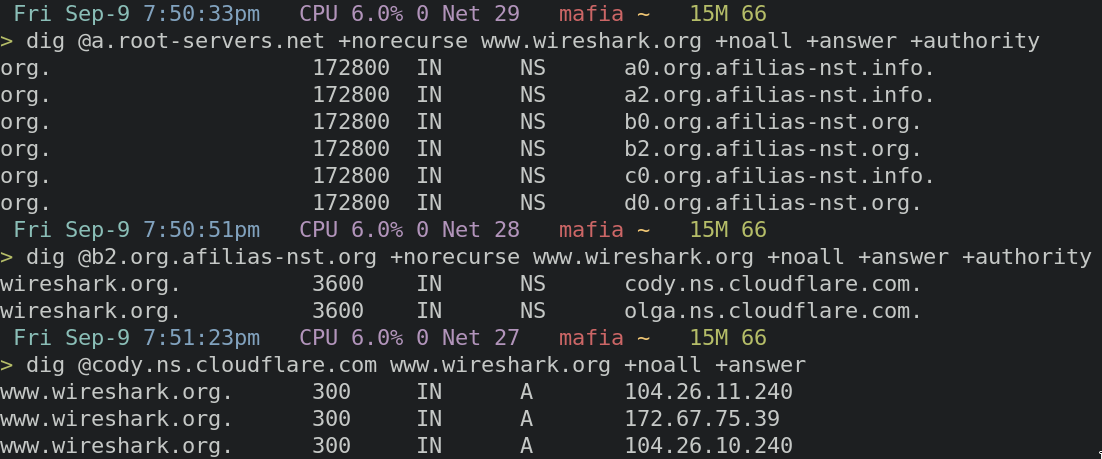 Fri Sep-9 7:50:33pm   CPU 6.0% 0 Net 29   mafia ~   15M 66
> dig @a.root-servers.net +norecurse www.wireshark.org +noall +answer +authority
org.                    172800  IN      NS      a0.org.afilias-nst.info.
org.                    172800  IN      NS      a2.org.afilias-nst.info.
org.                    172800  IN      NS      b0.org.afilias-nst.org.
org.                    172800  IN      NS      b2.org.afilias-nst.org.
org.                    172800  IN      NS      c0.org.afilias-nst.info.
org.                    172800  IN      NS      d0.org.afilias-nst.org.
Fri Sep-9 7:50:51pm   CPU 6.0% 0 Net 28   mafia ~   15M 66
> dig @b2.org.afilias-nst.org +norecurse www.wireshark.org +noall +answer +authority
wireshark.org.          3600    IN      NS      cody.ns.cloudflare.com.
wireshark.org.          3600    IN      NS      olga.ns.cloudflare.com.
Fri Sep-9 7:51:23pm   CPU 6.0% 0 Net 27   mafia ~   15M 66
> dig @cody.ns.cloudflare.com www.wireshark.org +noall +answer
www.wireshark.org.      300     IN      A       104.26.11.240
www.wireshark.org.      300     IN      A       172.67.75.39
www.wireshark.org.      300     IN      A       104.26.10.240